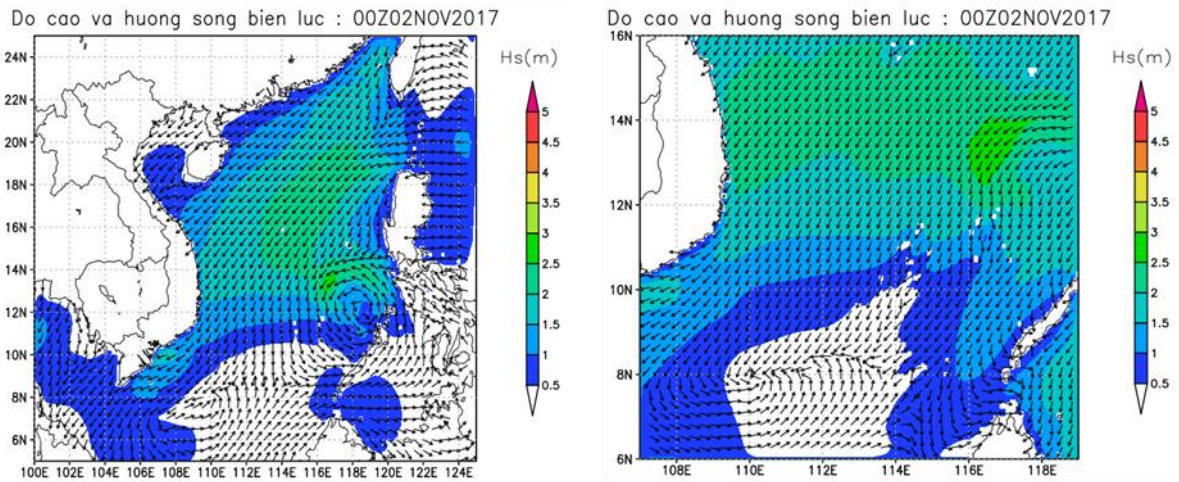 Do cao va huong song bien luc : 00Z02NOV2017
24N
22N
20N
18N
16N
14N
12N
10N
8N
6N
100E 102E 104E 106E 108E 110E 112E 114E 116E 118E 120E 122E 124E
Hs(m)
5
4.5
4
3.5
3
2.5
2
1.5
1
0.5
Do cao va huong song bien luc : 00Z02NOV2017
16N
14N
12N
10N
8N
6N
108E 110E 112E 114E 116E 118E
Hs(m)
5
4.5
4
3.5
3
2.5
2
1.5
1
0.5